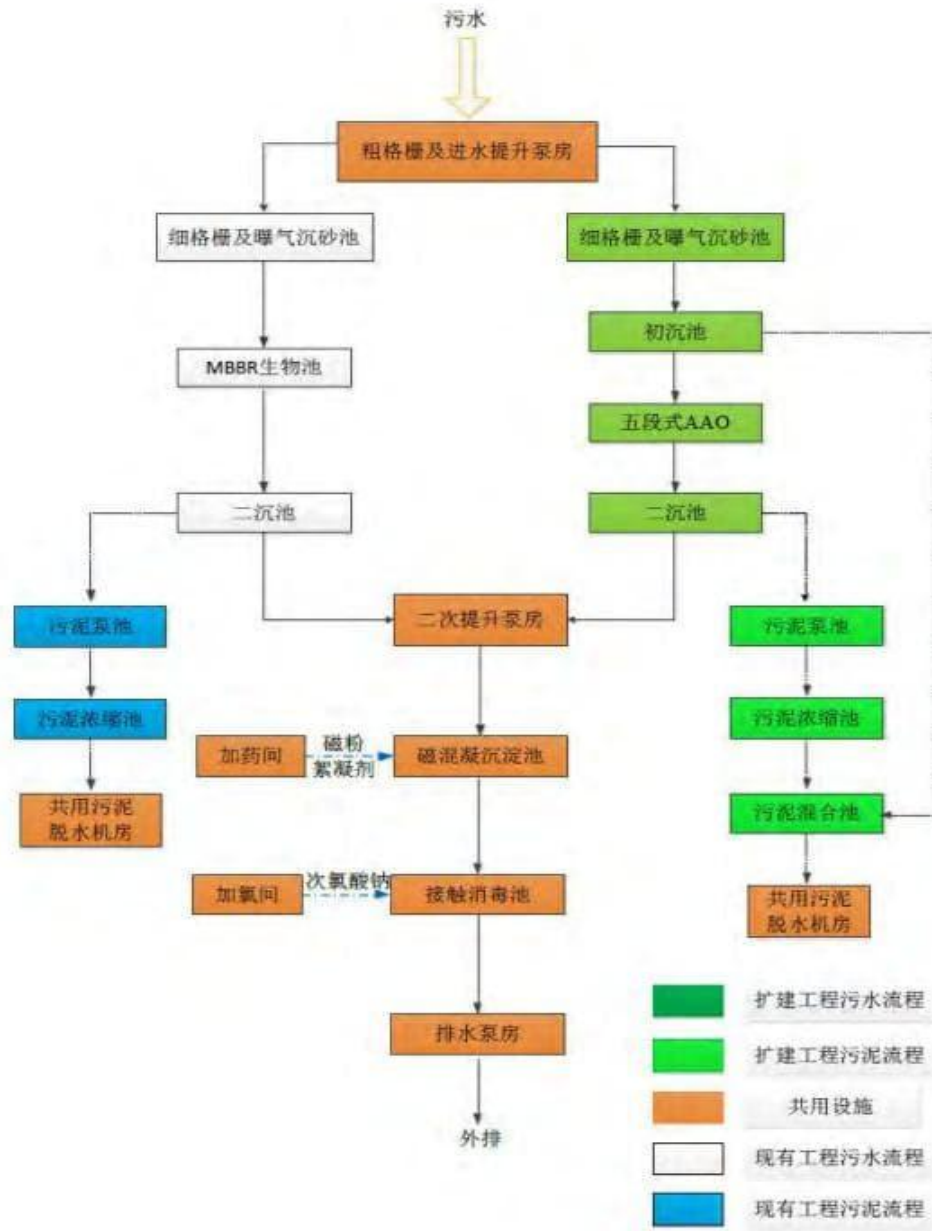 污水
粗格栅及进水提升泵房
细格栅及曝气沉砂池
细格栅及曝气沉砂池
初沉池
MBBR生物池
五段式AAO
二沉池
二沉池
污泥泵池
二次提升泵房
污泥泵池
污泥浓缩池
污泥浓缩池
加药间
磁粉
絮凝剂
磁混凝沉淀池
共用污泥
脱水机房
污泥混合池
加氯间
次氯酸钠
接触消毒池
共用污泥
脱水机房
扩建工程污水流程
排水泵房
扩建工程污泥流程
共用设施
外排
现有工程污水流程
现有工程污泥流程